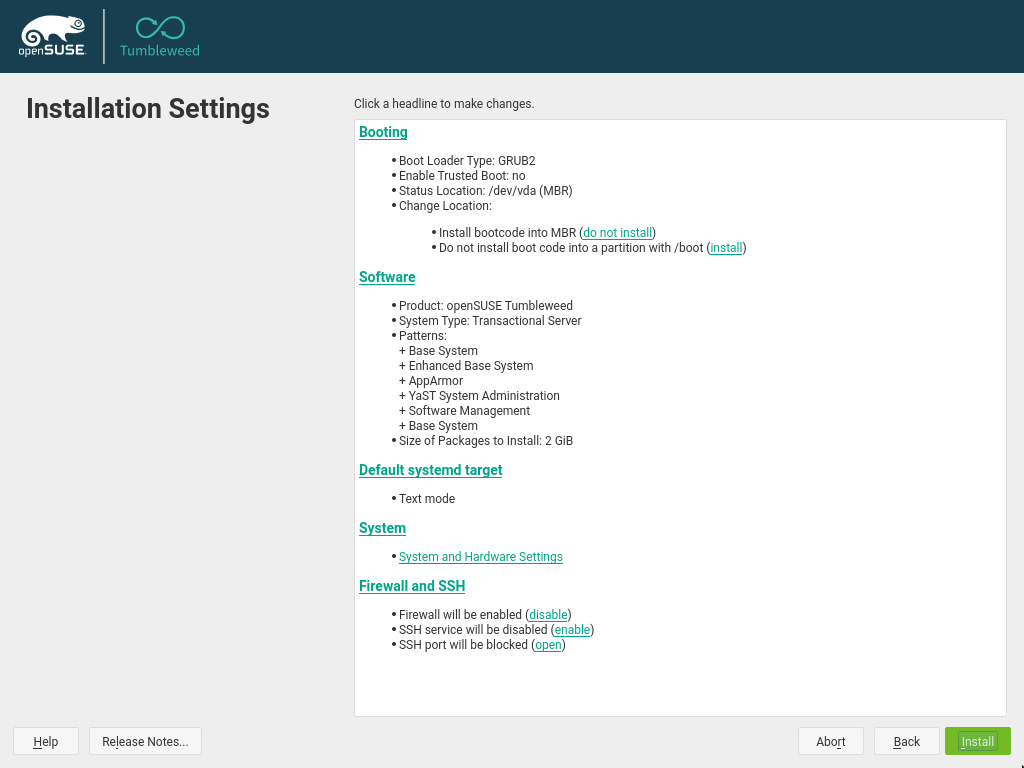 openSUSE
Tumbleweed
Installation Settings
Click a headline to make changes.
Booting
• Boot Loader Type: GRUB2
• Enable Trusted Boot: no
• Status Location: /dev/vda (MBR)
• Change Location:
• Install bootcode into MBR (do not install)
• Do not install boot code into a partition with /boot (install)
Software
• Product: openSUSE Tumbleweed
• System Type: Transactional Server
• Patterns:
+ Base System
+ Enhanced Base System
+ AppArmor
+ YaST System Administration
+ Software Management
+ Base System
• Size of Packages to Install: 2 GiB
Default systemd target
• Text mode
System
• System and Hardware Settings
Firewall and SSH
• Firewall will be enabled (disable)
• SSH service will be disabled (enable)
• SSH port will be blocked (open)
Help Release Notes... Abort Back Install